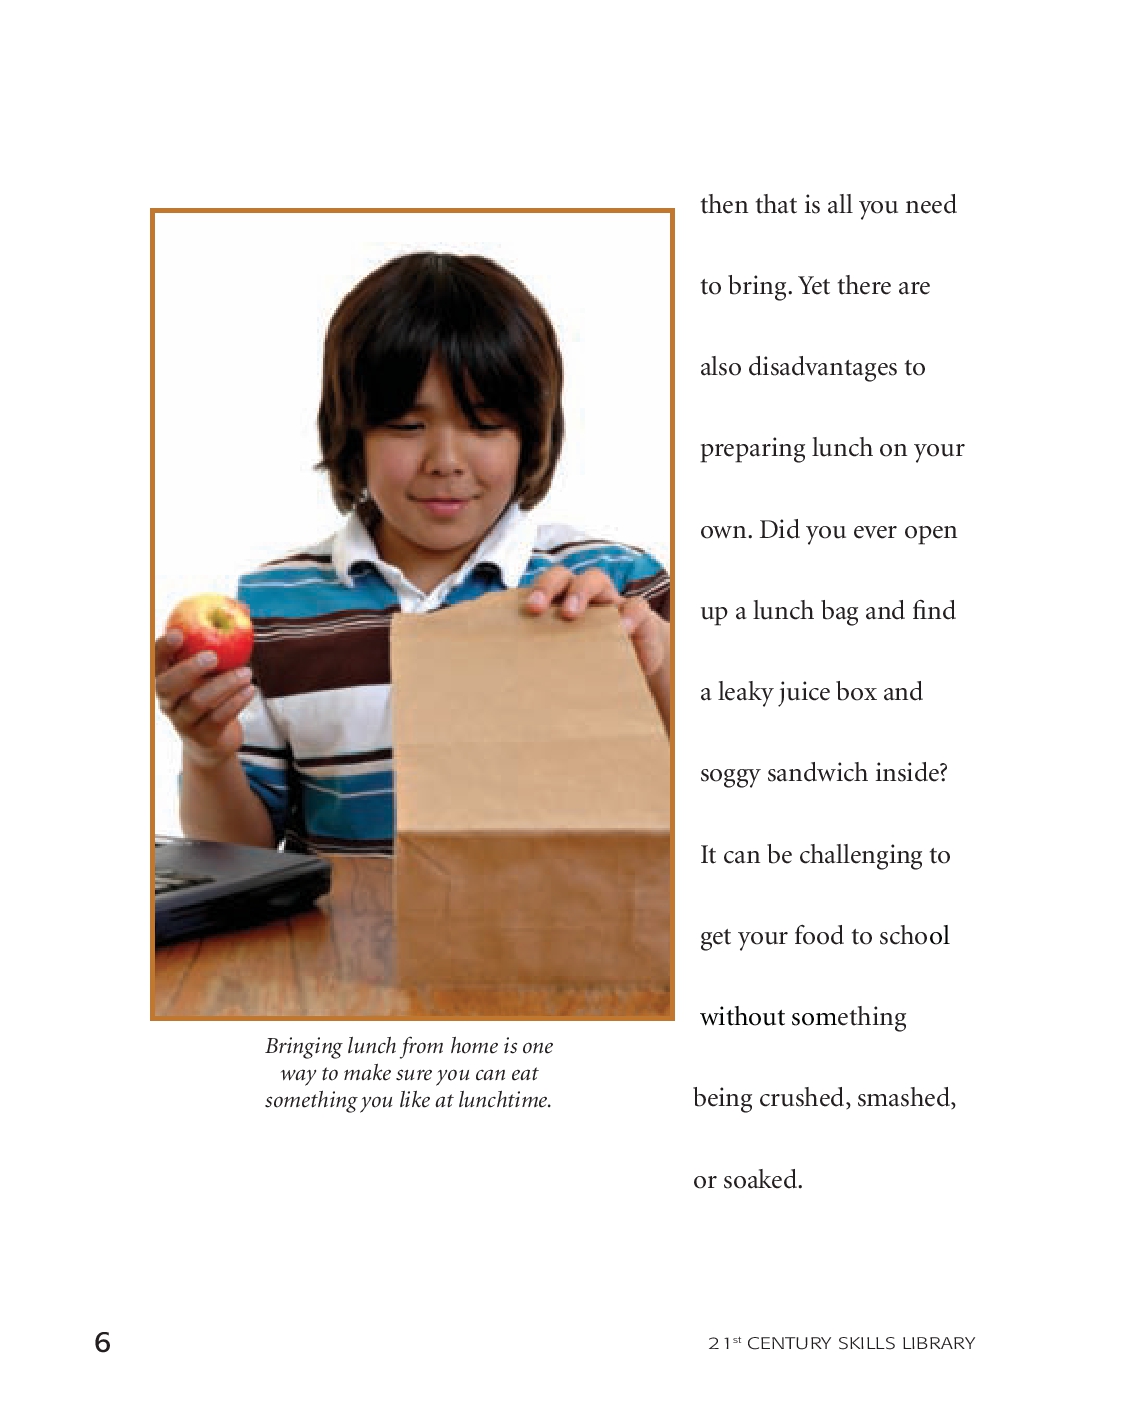 then that is all you need
to bring. Yet there are
also disadvantages to
preparing lunch on your
own. Did you ever open
up a lunch bag and find
a leaky juice box and
soggy sandwich inside?
It can be challenging to
get your food to school
without something
being crushed, smashed,
or soaked.
Bringing lunch from home is one
way to make sure you can eat
something you like at lunchtime.
6
21st CENTURY SKILLS LIBRARY